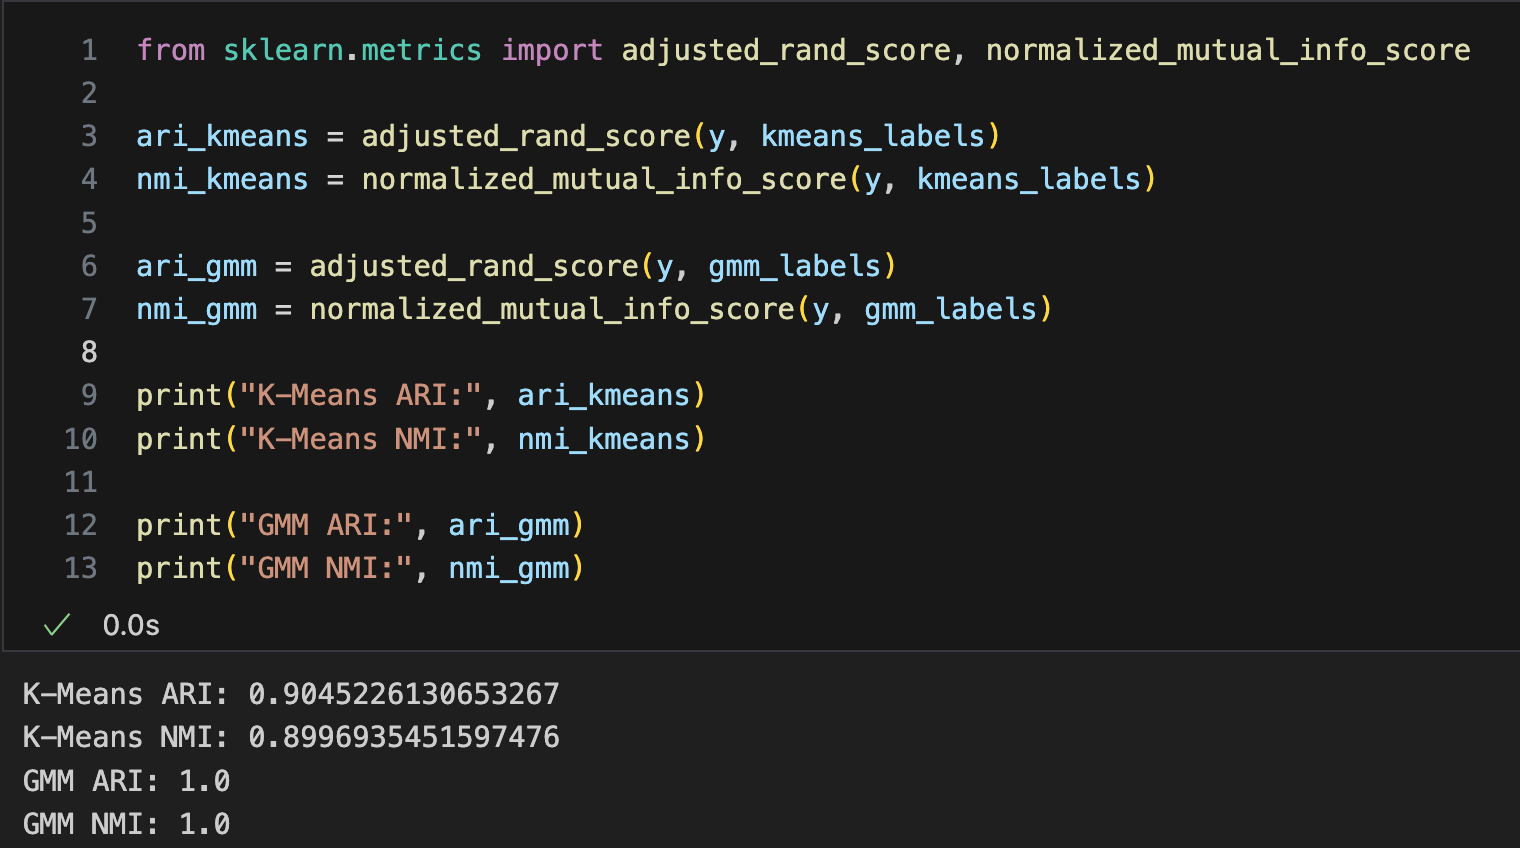 1 from sklearn.metrics import adjusted_rand_score, normalized_mutual_info_score
2
3 ari_kmeans = adjusted_rand_score(y, kmeans_labels)
4 nmi_kmeans = normalized_mutual_info_score(y, kmeans_labels)
5
6 ari_gmm = adjusted_rand_score(y, gmm_labels)
7 nmi_gmm = normalized_mutual_info_score(y, gmm_labels)
8
9 print("K-Means ARI:", ari_kmeans)
10 print("K-Means NMI:", nmi_kmeans)
11
12 print("GMM ARI:", ari_gmm)
13 print("GMM NMI:", nmi_gmm)
0.0s
K-Means ARI: 0.9045226130653267
K-Means NMI: 0.8996935451597476
GMM ARI: 1.0
GMM NMI: 1.0